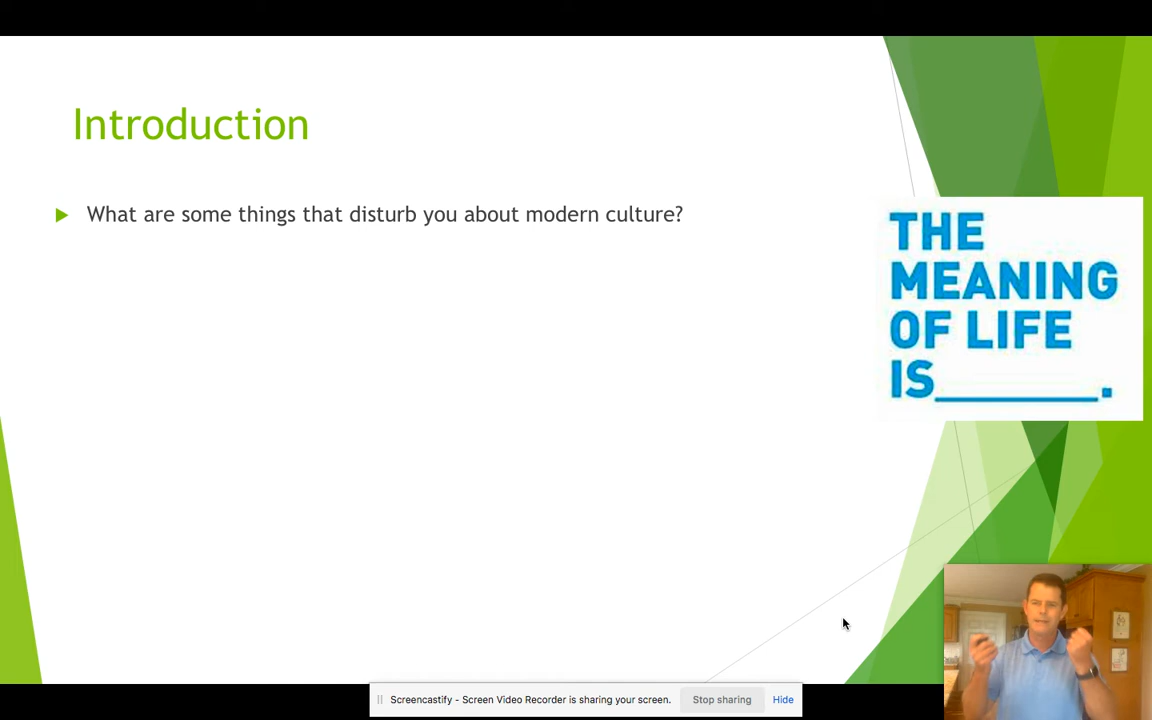 Introduction
What are some things that disturb you about modern culture?
THE
MEANING
OF LIFE
IS_______.
Screencastify - Screen Video Recorder is sharing your screen.
Stop sharing
Hide